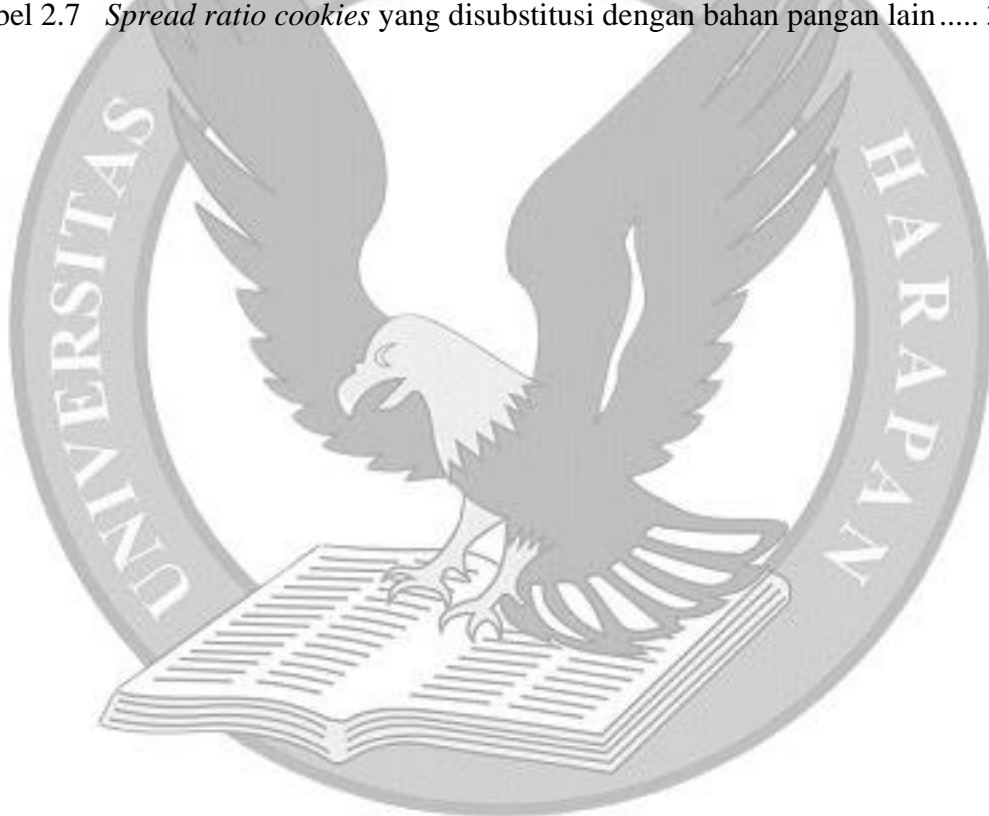 bel 2.7 Spread ratio cookies yang disubstitusi dengan bahan pangan lain .....
UNIVERSITAS
HARAPAN